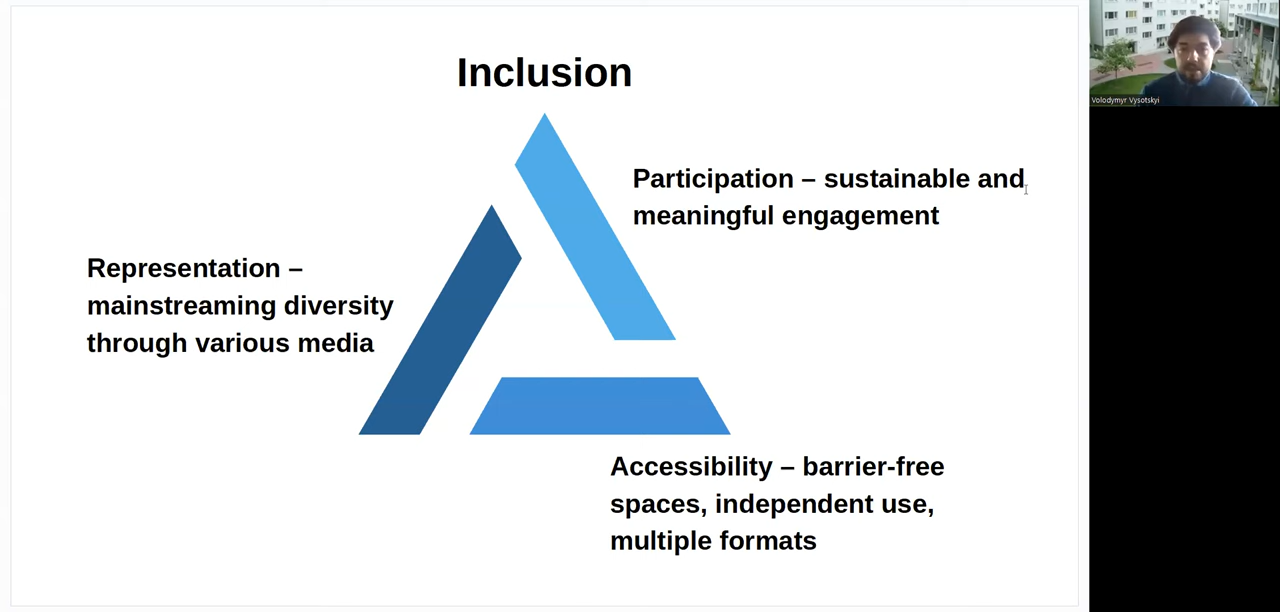 Inclusion
Participation – sustainable and
meaningful engagement
Representation –
mainstreaming diversity
through various media
Accessibility – barrier-free
spaces, independent use,
multiple formats
Volodymyr Vysotskyi